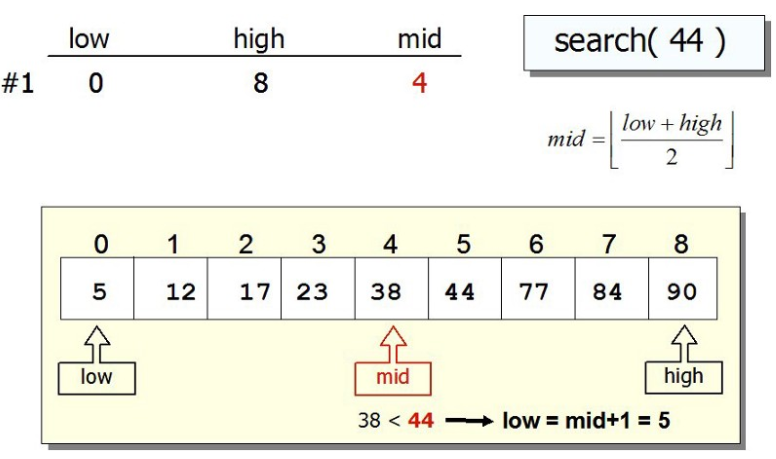 low high mid
search( 44 )
#1 0 8 4
mid = ⌊ low + high / 2 ⌋
0 1 2 3 4 5 6 7 8
5 12 17 23 38 44 77 84 90
low mid high
38 < 44 → low = mid+1 = 5